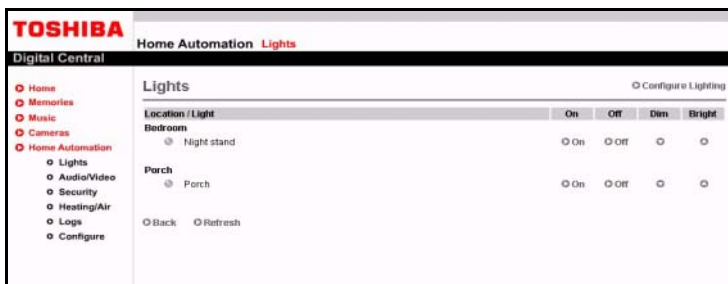 TOSHIBA
Home Automation Lights
Digital Central
Home
Memories
Music
Cameras
Home Automation
Lights
Audio/Video
Security
Heating/Air
Logs
Configure
Lights
Configure Lighting
Location / Light On Off Dim Bright
Bedroom
Night stand On Off
Porch
Porch On Off
Back Refresh